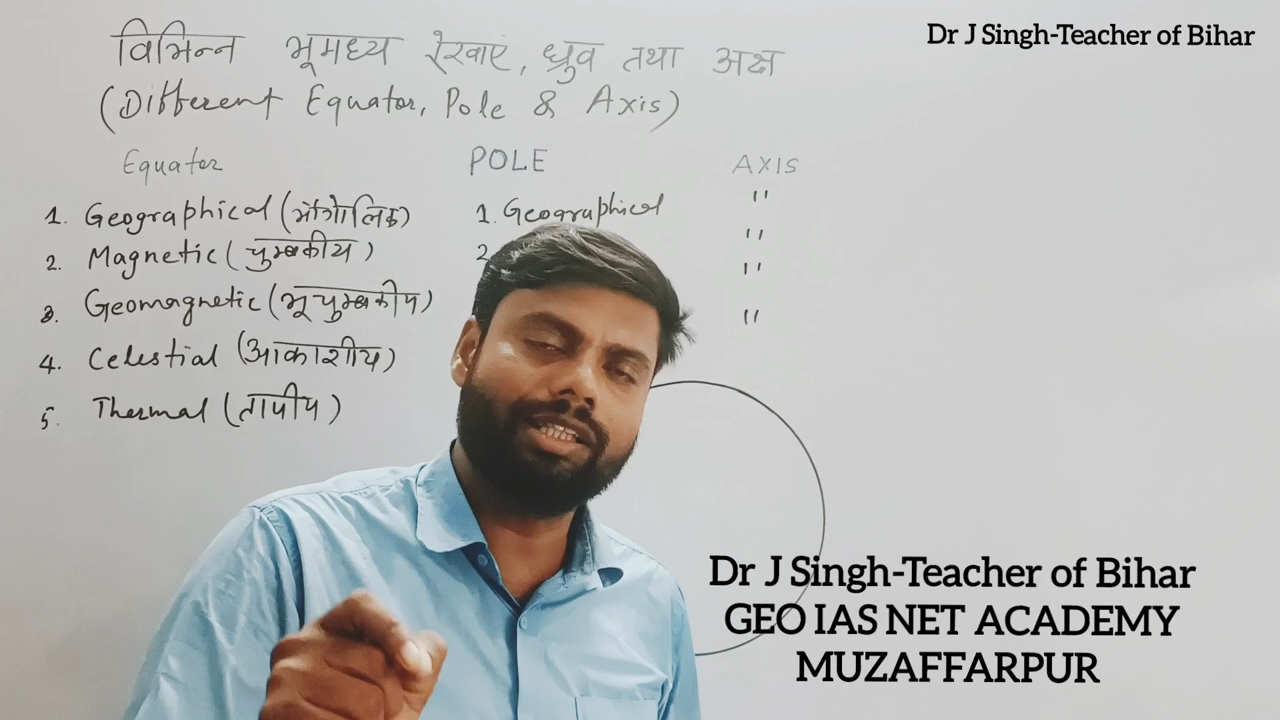 Dr J Singh-Teacher of Bihar
विभिन्न भूमध्य रेखाएं, ध्रुव तथा अक्ष
(Different Equator, Pole & Axis)
Equator POLE AXIS
1. Geographical (भौगोलिक) 1. Geographical "
2. Magnetic (चुम्बकीय) 2 "
3. Geomagnetic (भू चुम्बकीय) "
4. Celestial (आकाशीय) "
5. Thermal (तापीय)
Dr J Singh-Teacher of Bihar
GEO IAS NET ACADEMY
MUZAFFARPUR